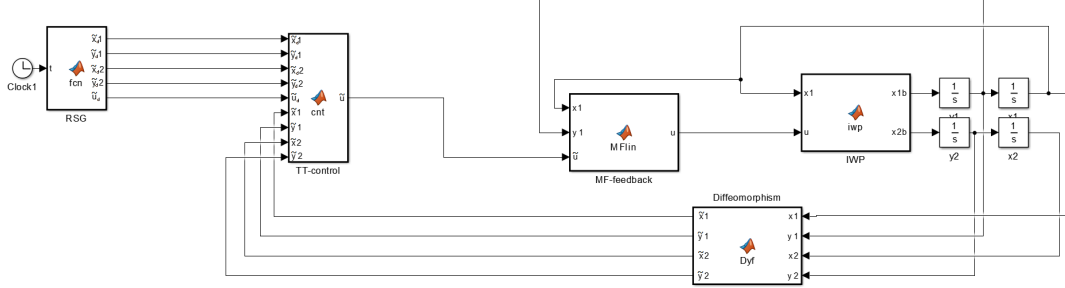 Clock1
t
fcn
x̃d1
ỹd1
x̃d2
ỹd2
ũd
RSG
x̃d1
ỹd1
x̃d2
ỹd2
ũd
x̃1
ỹ1
x̃2
ỹ2
cnt
ũ
TT-control
x1
y1
ũ
MFlin
u
MF-feedback
x1
u
iwp
x1b
x2b
IWP
1
s
1
s
y1
x1
1
s
1
s
y2
x2
Diffeomorphism
x̃1
ỹ1
x̃2
ỹ2
Dyf
x1
y1
x2
y2